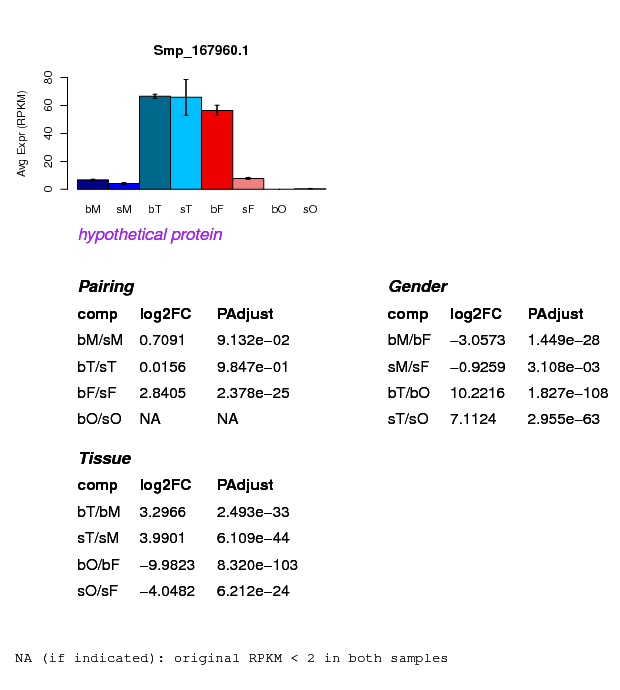 Smp_167960.1
Avg Expr (RPKM)
80
60
40
20
0
bM sM bT sT bF sF bO sO
hypothetical protein
Pairing
comp log2FC PAdjust
bM/sM 0.7091 9.132e−02
bT/sT 0.0156 9.847e−01
bF/sF 2.8405 2.378e−25
bO/sO NA NA
Gender
comp log2FC PAdjust
bM/bF −3.0573 1.449e−28
sM/sF −0.9259 3.108e−03
bT/bO 10.2216 1.827e−108
sT/sO 7.1124 2.955e−63
Tissue
comp log2FC PAdjust
bT/bM 3.2966 2.493e−33
sT/sM 3.9901 6.109e−44
bO/bF −9.9823 8.320e−103
sO/sF −4.0482 6.212e−24
NA (if indicated): original RPKM < 2 in both samples